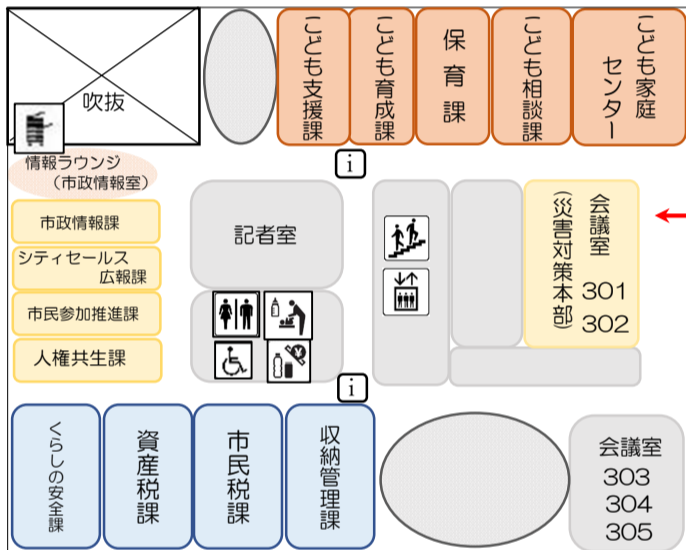 吹抜
こども支援課
こども育成課
保育課
こども相談課
こども家庭
センター
情報ラウンジ
(市政情報室)
i
市政情報課
シティセールス
広報課
市民参加推進課
人権共生課
記者室
会議室
(災害対策本部)
301
302
i
くらしの安全課
資産税課
市民税課
収納管理課
会議室
303
304
305